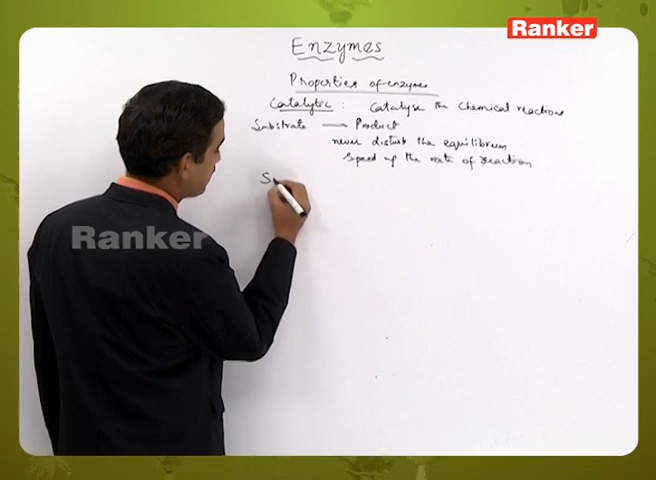 Ranker
Enzymes
Properties of enzymes
Catalytic : Catalyse the chemical reactions
Substrate → Product
never disturb the equilibrium
Speed up the rate of reaction
S
Ranker